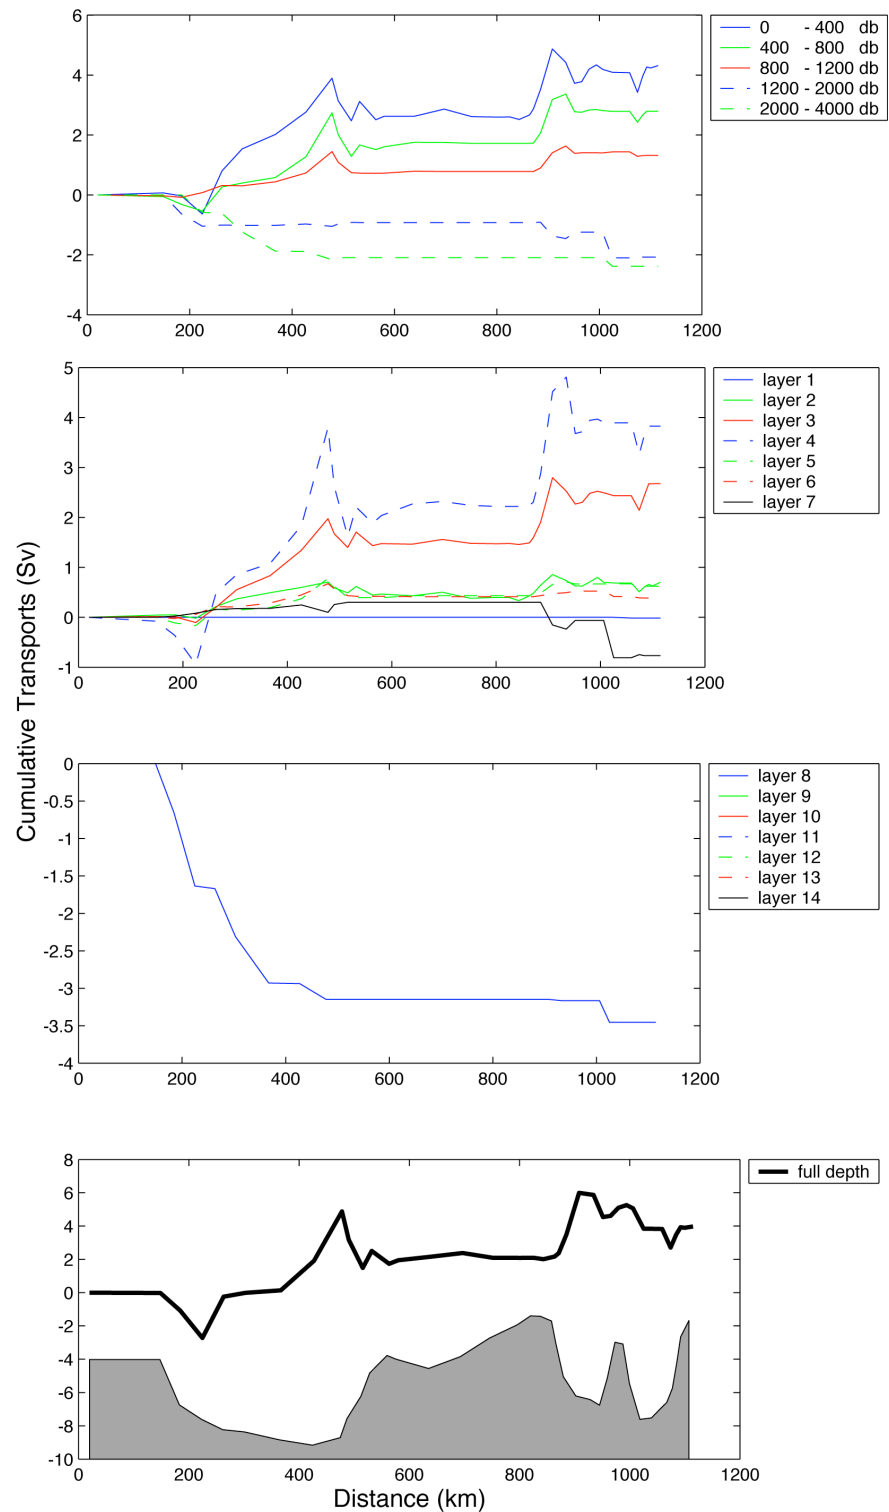 6
4
2
0
-2
-4
0 200 400 600 800 1000 1200
0 - 400 db
400 - 800 db
800 - 1200 db
1200 - 2000 db
2000 - 4000 db
Cumulative Transports (Sv)
5
4
3
2
1
0
-1
0 200 400 600 800 1000 1200
layer 1
layer 2
layer 3
layer 4
layer 5
layer 6
layer 7
0
-0.5
-1
-1.5
-2
-2.5
-3
-3.5
-4
0 200 400 600 800 1000 1200
layer 8
layer 9
layer 10
layer 11
layer 12
layer 13
layer 14
8
6
4
2
0
-2
-4
-6
-8
-10
0 200 400 600 800 1000 1200
full depth
Distance (km)